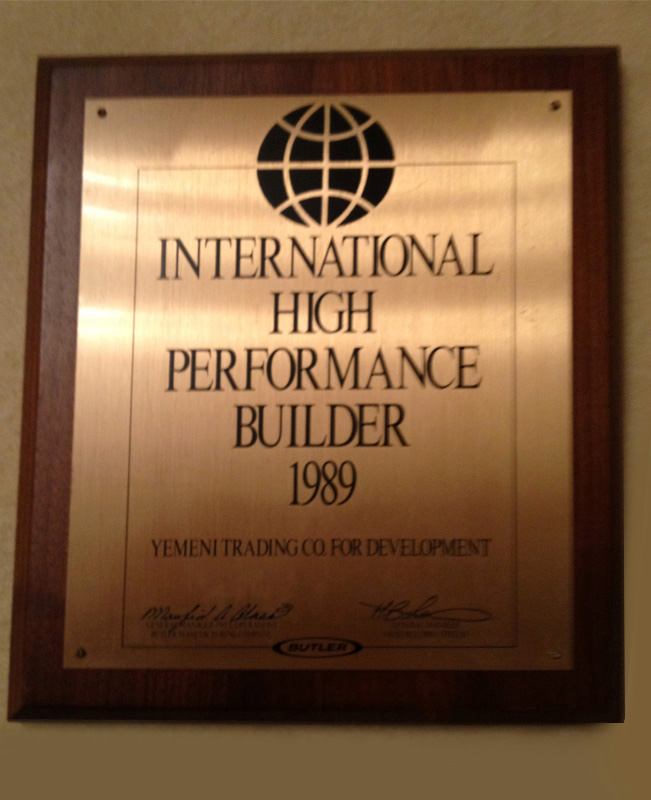 INTERNATIONAL
HIGH
PERFORMANCE
BUILDER
1989
YEMENI TRADING CO. FOR DEVELOPMENT
BUTLER